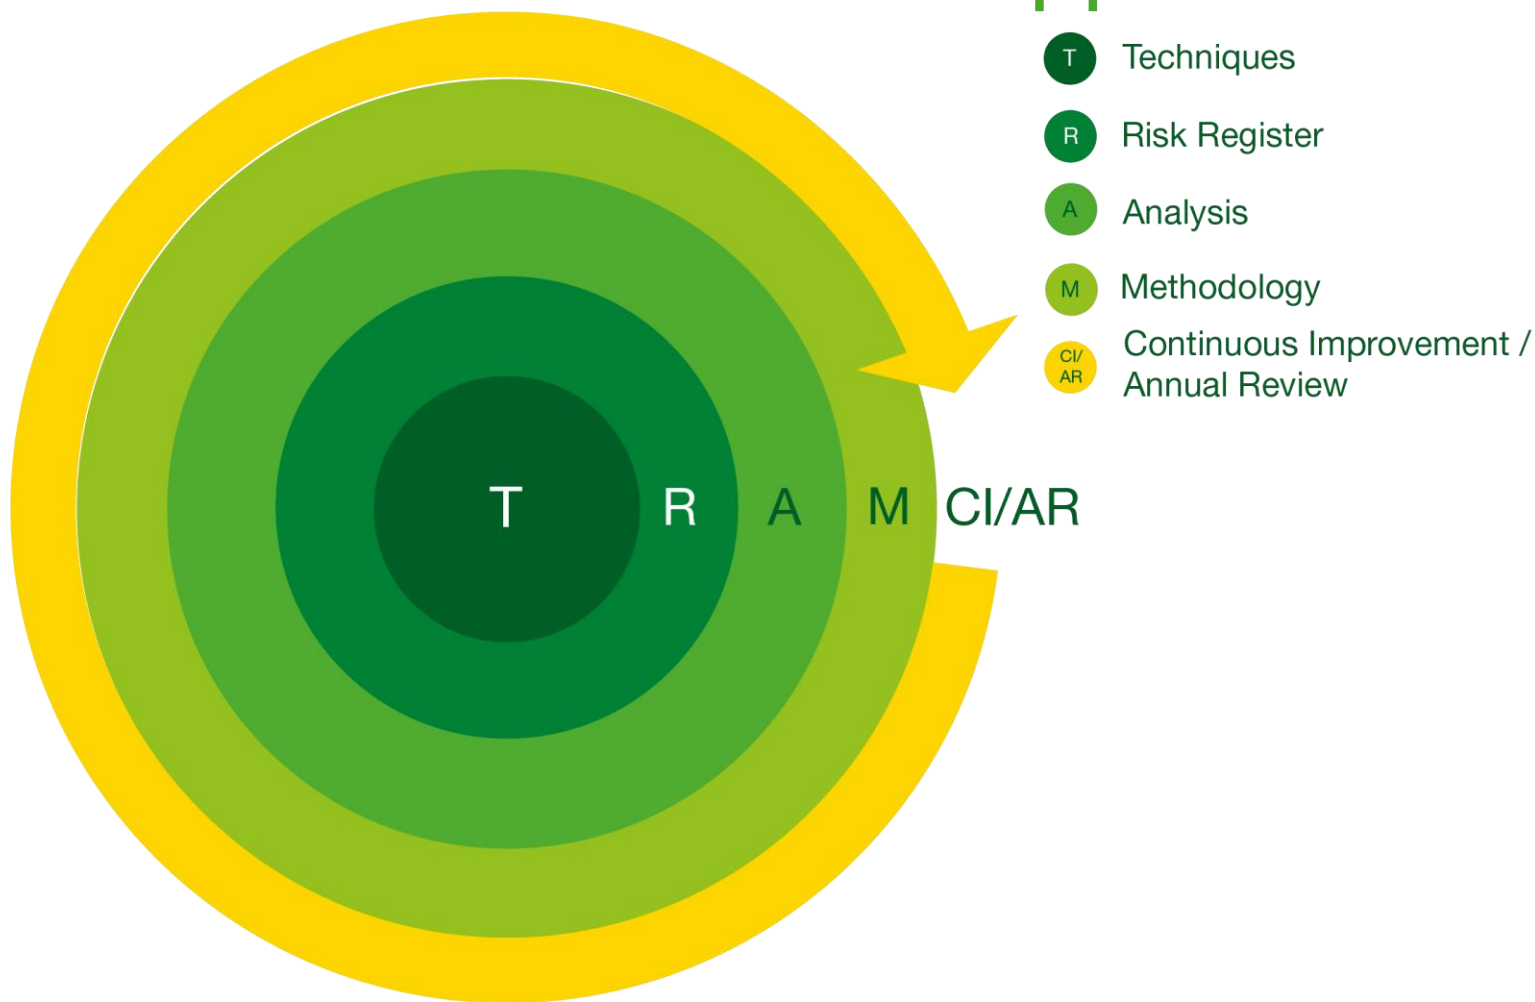 T Techniques
R Risk Register
A Analysis
M Methodology
CI/
AR
Continuous Improvement /
Annual Review
T R A M CI/AR